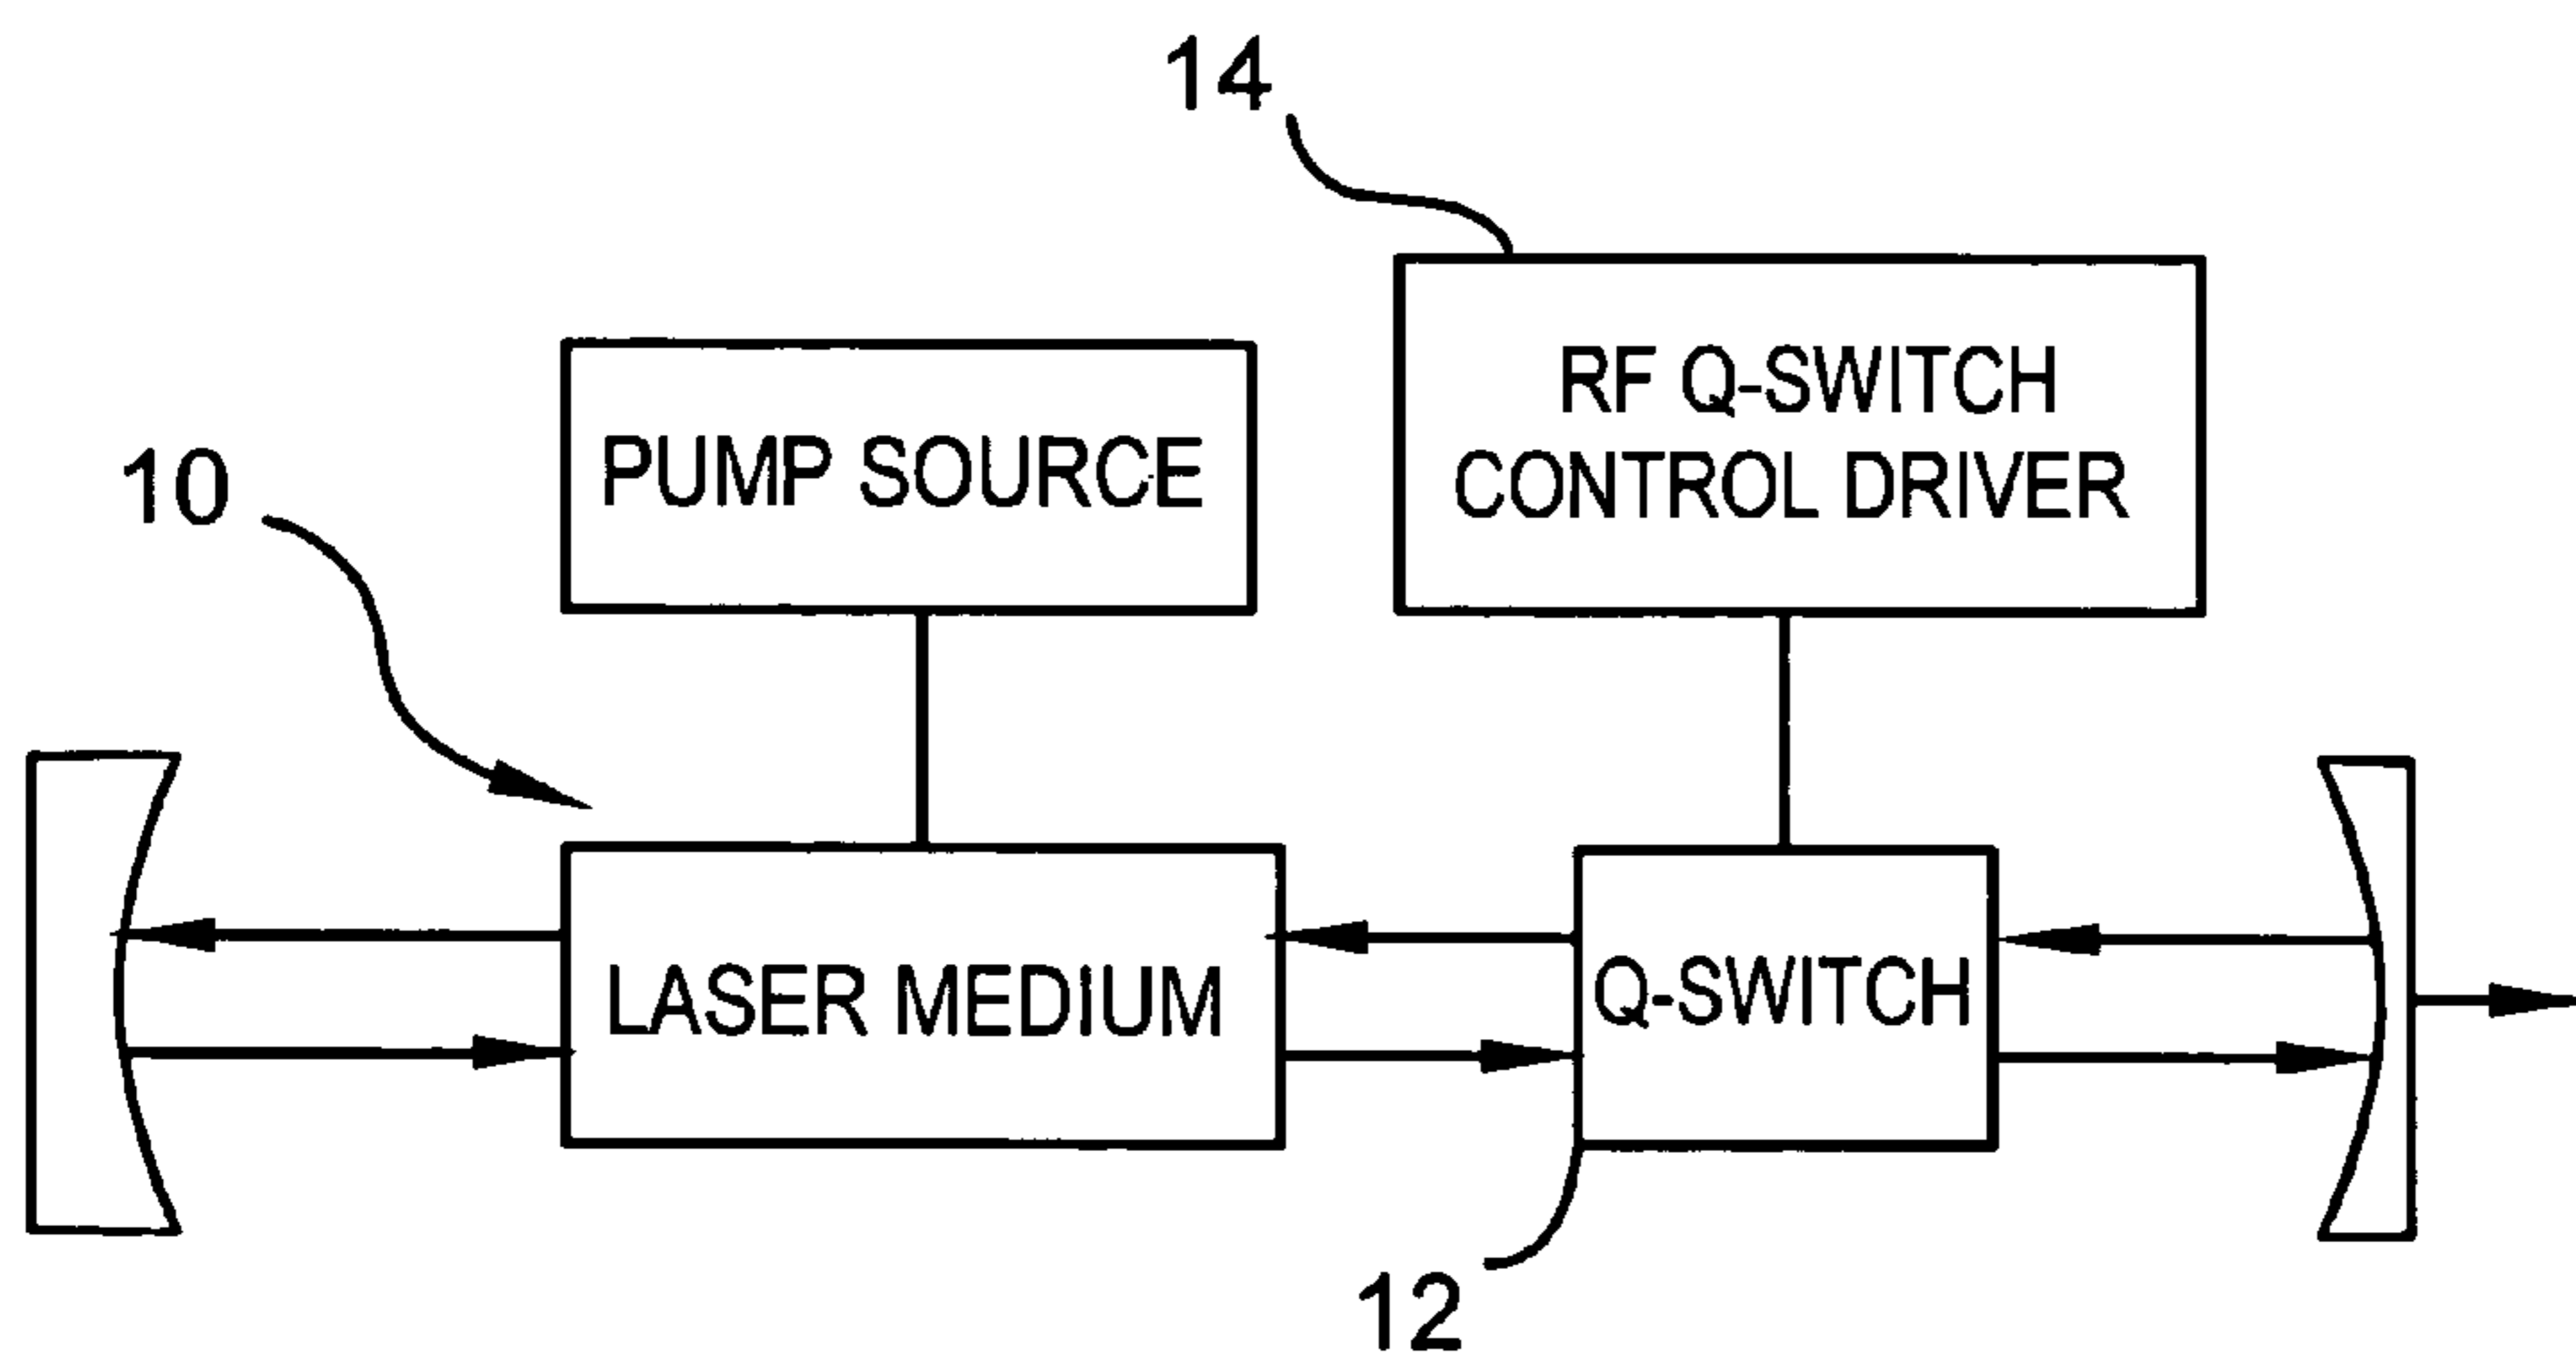 14
RF Q-SWITCH
CONTROL DRIVER
PUMP SOURCE
10
LASER MEDIUM
Q-SWITCH
12